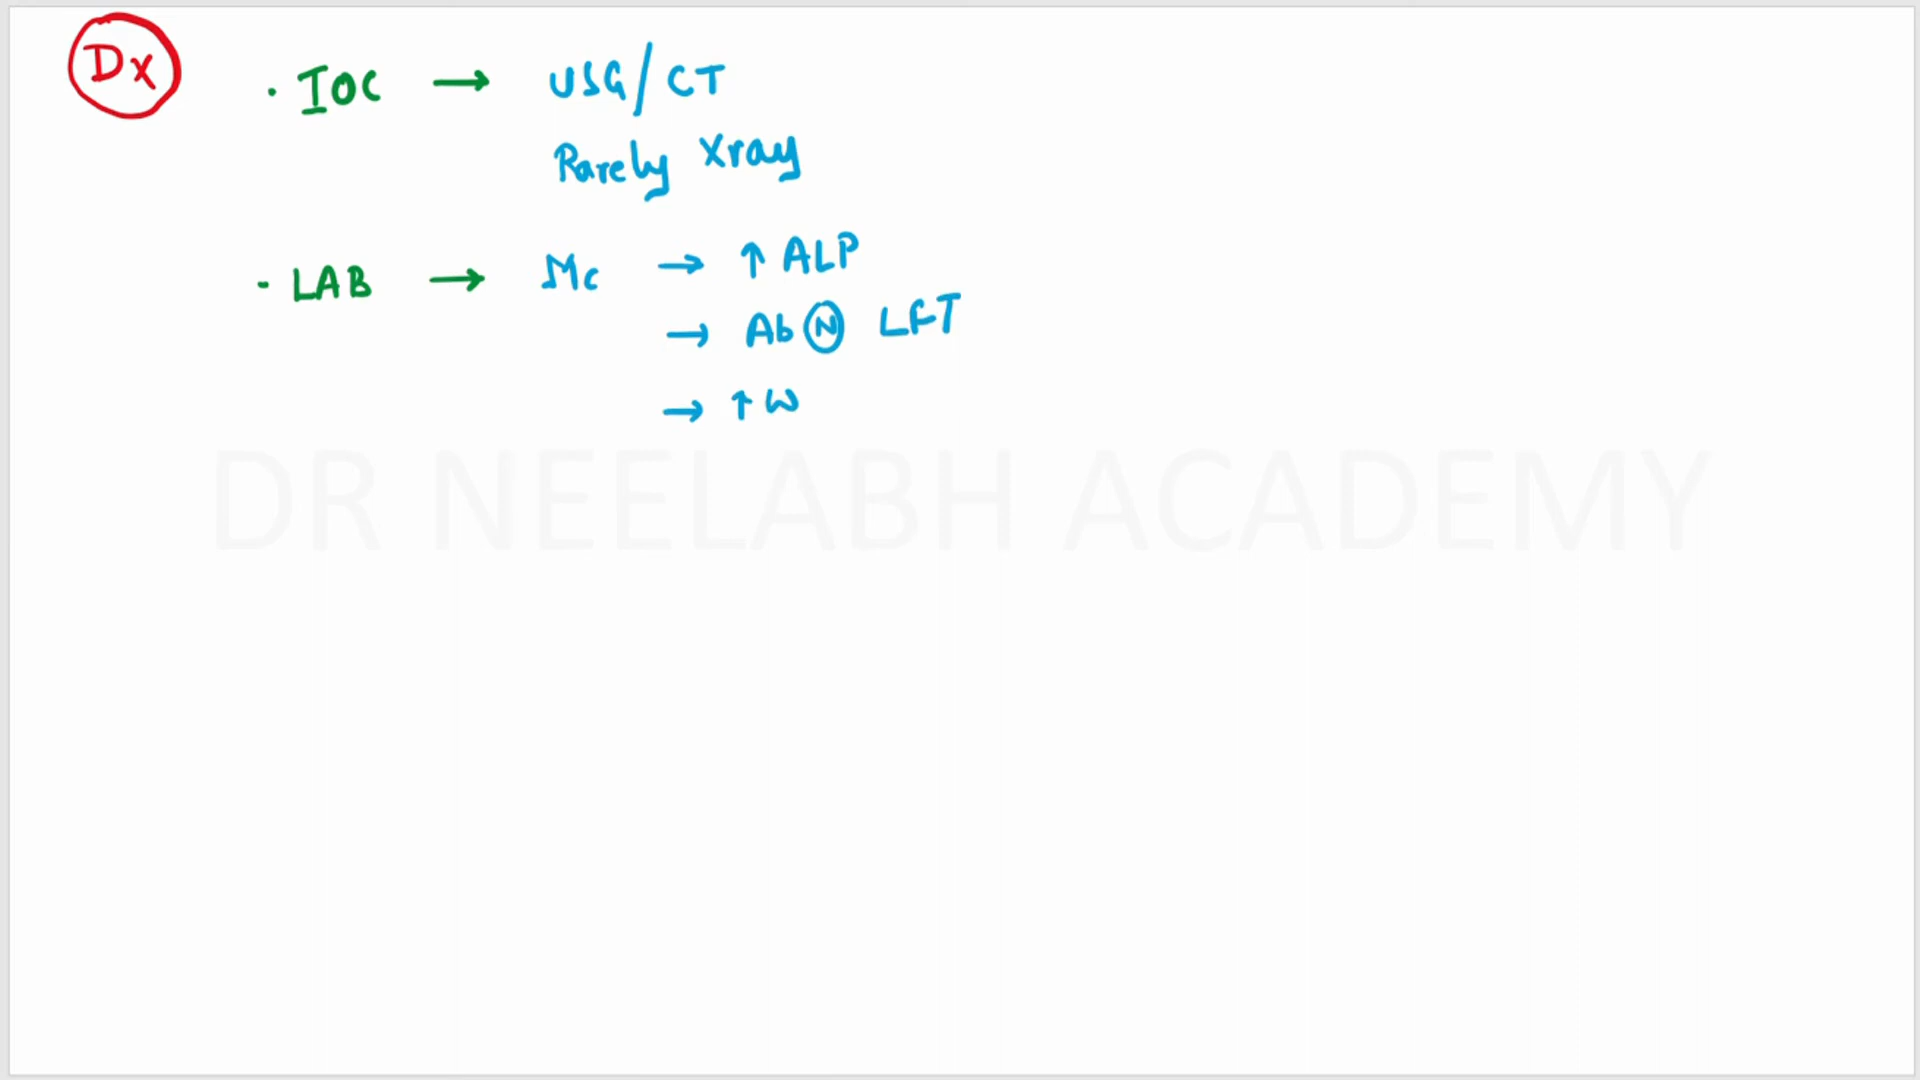 Dx
· IOC → USG/CT
Rarely Xray
· LAB → Mc → ↑ ALP
→ Ab Ⓝ LFT
→ ↑ W
DR NEELABH ACADEMY